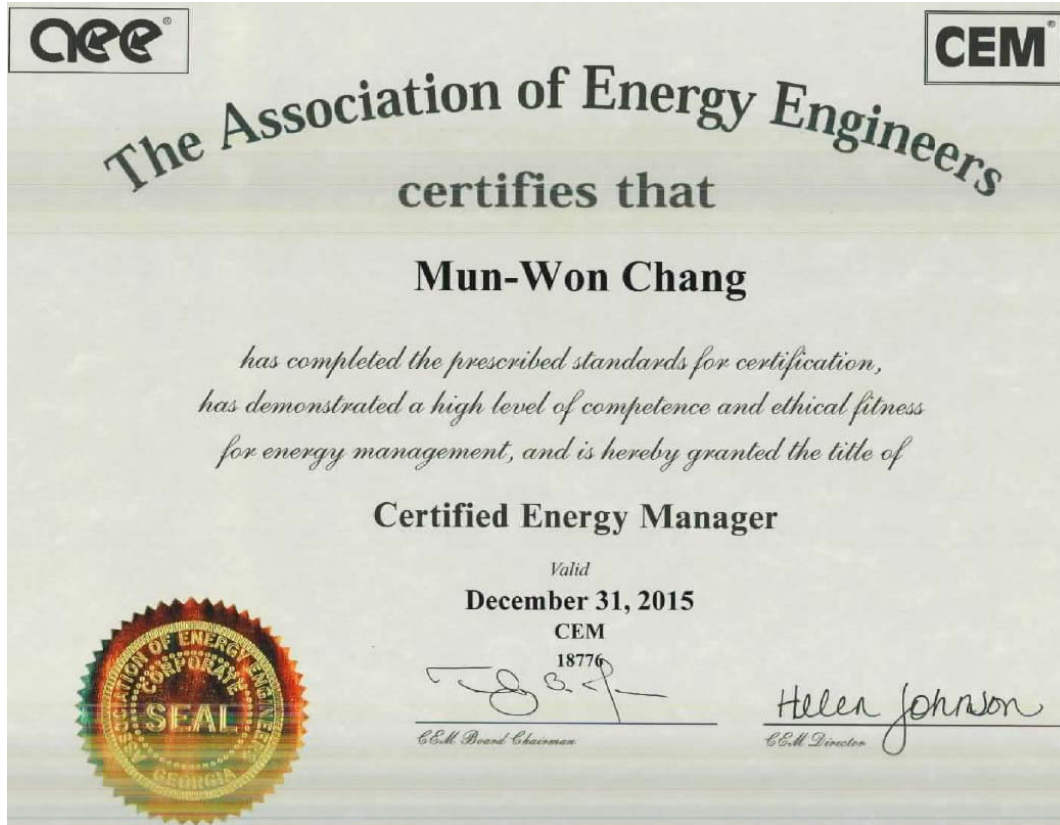 aee®
CEM®
The Association of Energy Engineers
certifies that
Mun-Won Chang
has completed the prescribed standards for certification,
has demonstrated a high level of competence and ethical fitness
for energy management, and is hereby granted the title of
Certified Energy Manager
Valid
December 31, 2015
CEM
18776
Helen Johnson
CEM Board Chairman
CEM Director
ASSOCIATION OF ENERGY ENGINEERS
CORPORATE
SEAL
GEORGIA